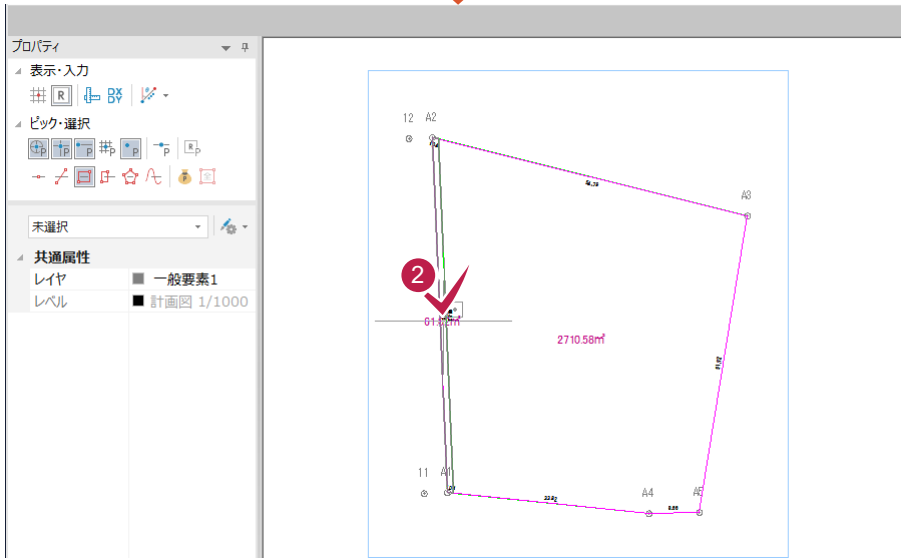 プロパティ
表示・入力
R
DX
DY
ピック・選択
未選択
共通属性
レイヤ 一般要素1
レベル 計画図 1/1000
12 A2
A3
2
2710.58㎡
11 A1
A4 A5